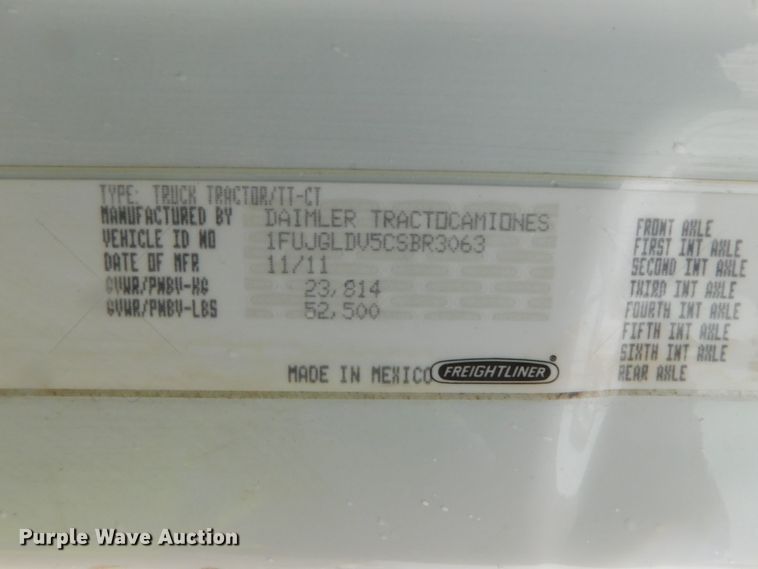 TYPE: TRUCK TRACTOR/TT-CT
MANUFACTURED BY DAIMLER TRACTOCAMIONES
VEHICLE ID NO 1FUJGLDV5CSBR3063
DATE OF MFR 11/11
GVWR/PNBV-KG 23,814
GVWR/PNBV-LBS 52,500
MADE IN MEXICO FREIGHTLINER®
FRONT AXLE
FIRST INT AXLE
SECOND INT AXLE
THIRD INT AXLE
FOURTH INT AXLE
FIFTH INT AXLE
SIXTH INT AXLE
REAR AXLE
Purple Wave Auction